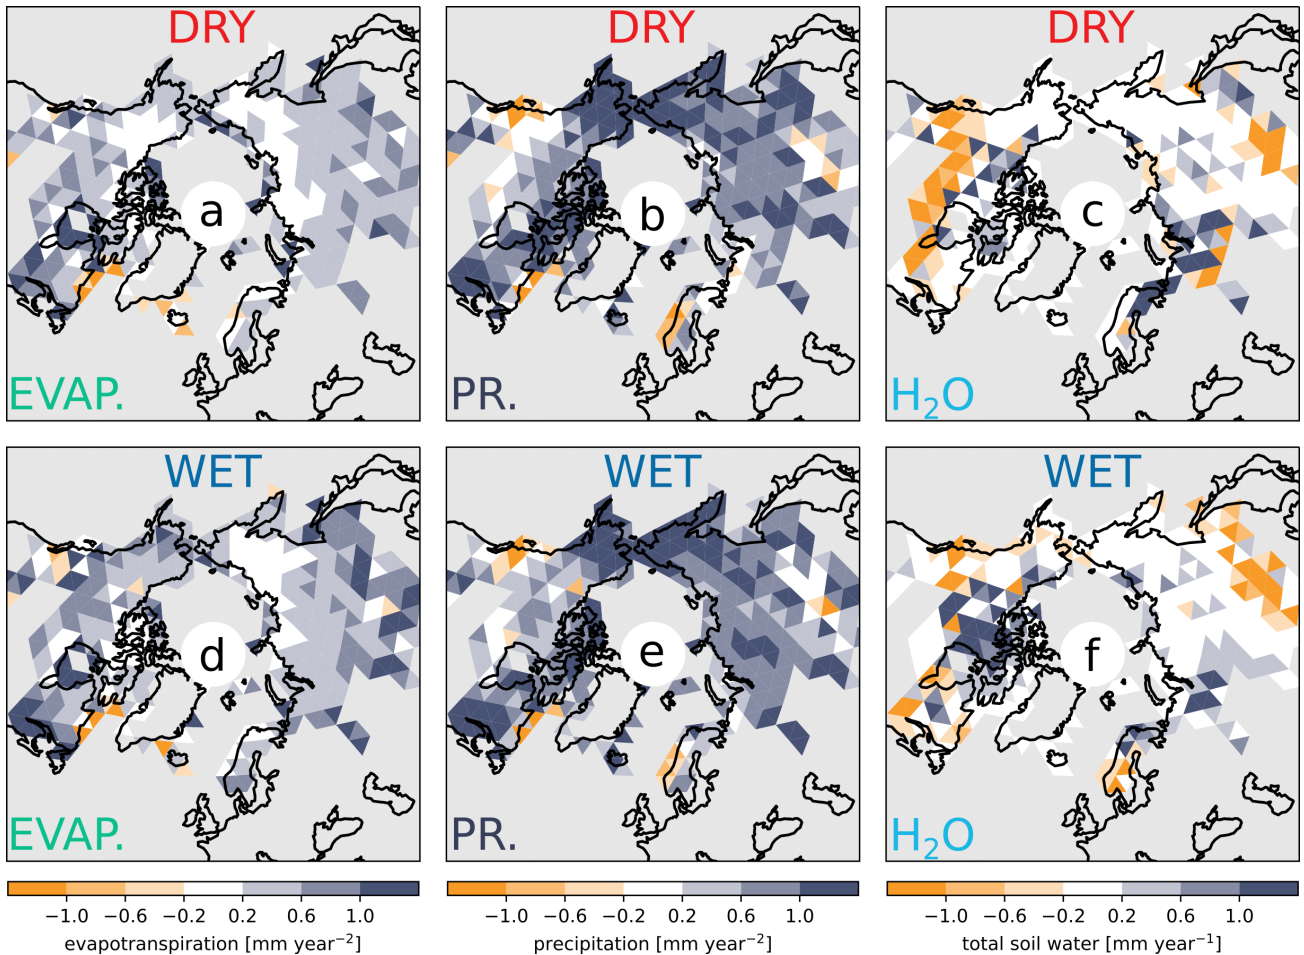 DRY
a
EVAP.
DRY
b
PR.
DRY
c
H₂O
WET
d
EVAP.
WET
e
PR.
WET
f
H₂O
−1.0 −0.6 −0.2 0.2 0.6 1.0
evapotranspiration [mm year⁻²]
−1.0 −0.6 −0.2 0.2 0.6 1.0
precipitation [mm year⁻²]
−1.0 −0.6 −0.2 0.2 0.6 1.0
total soil water [mm year⁻¹]